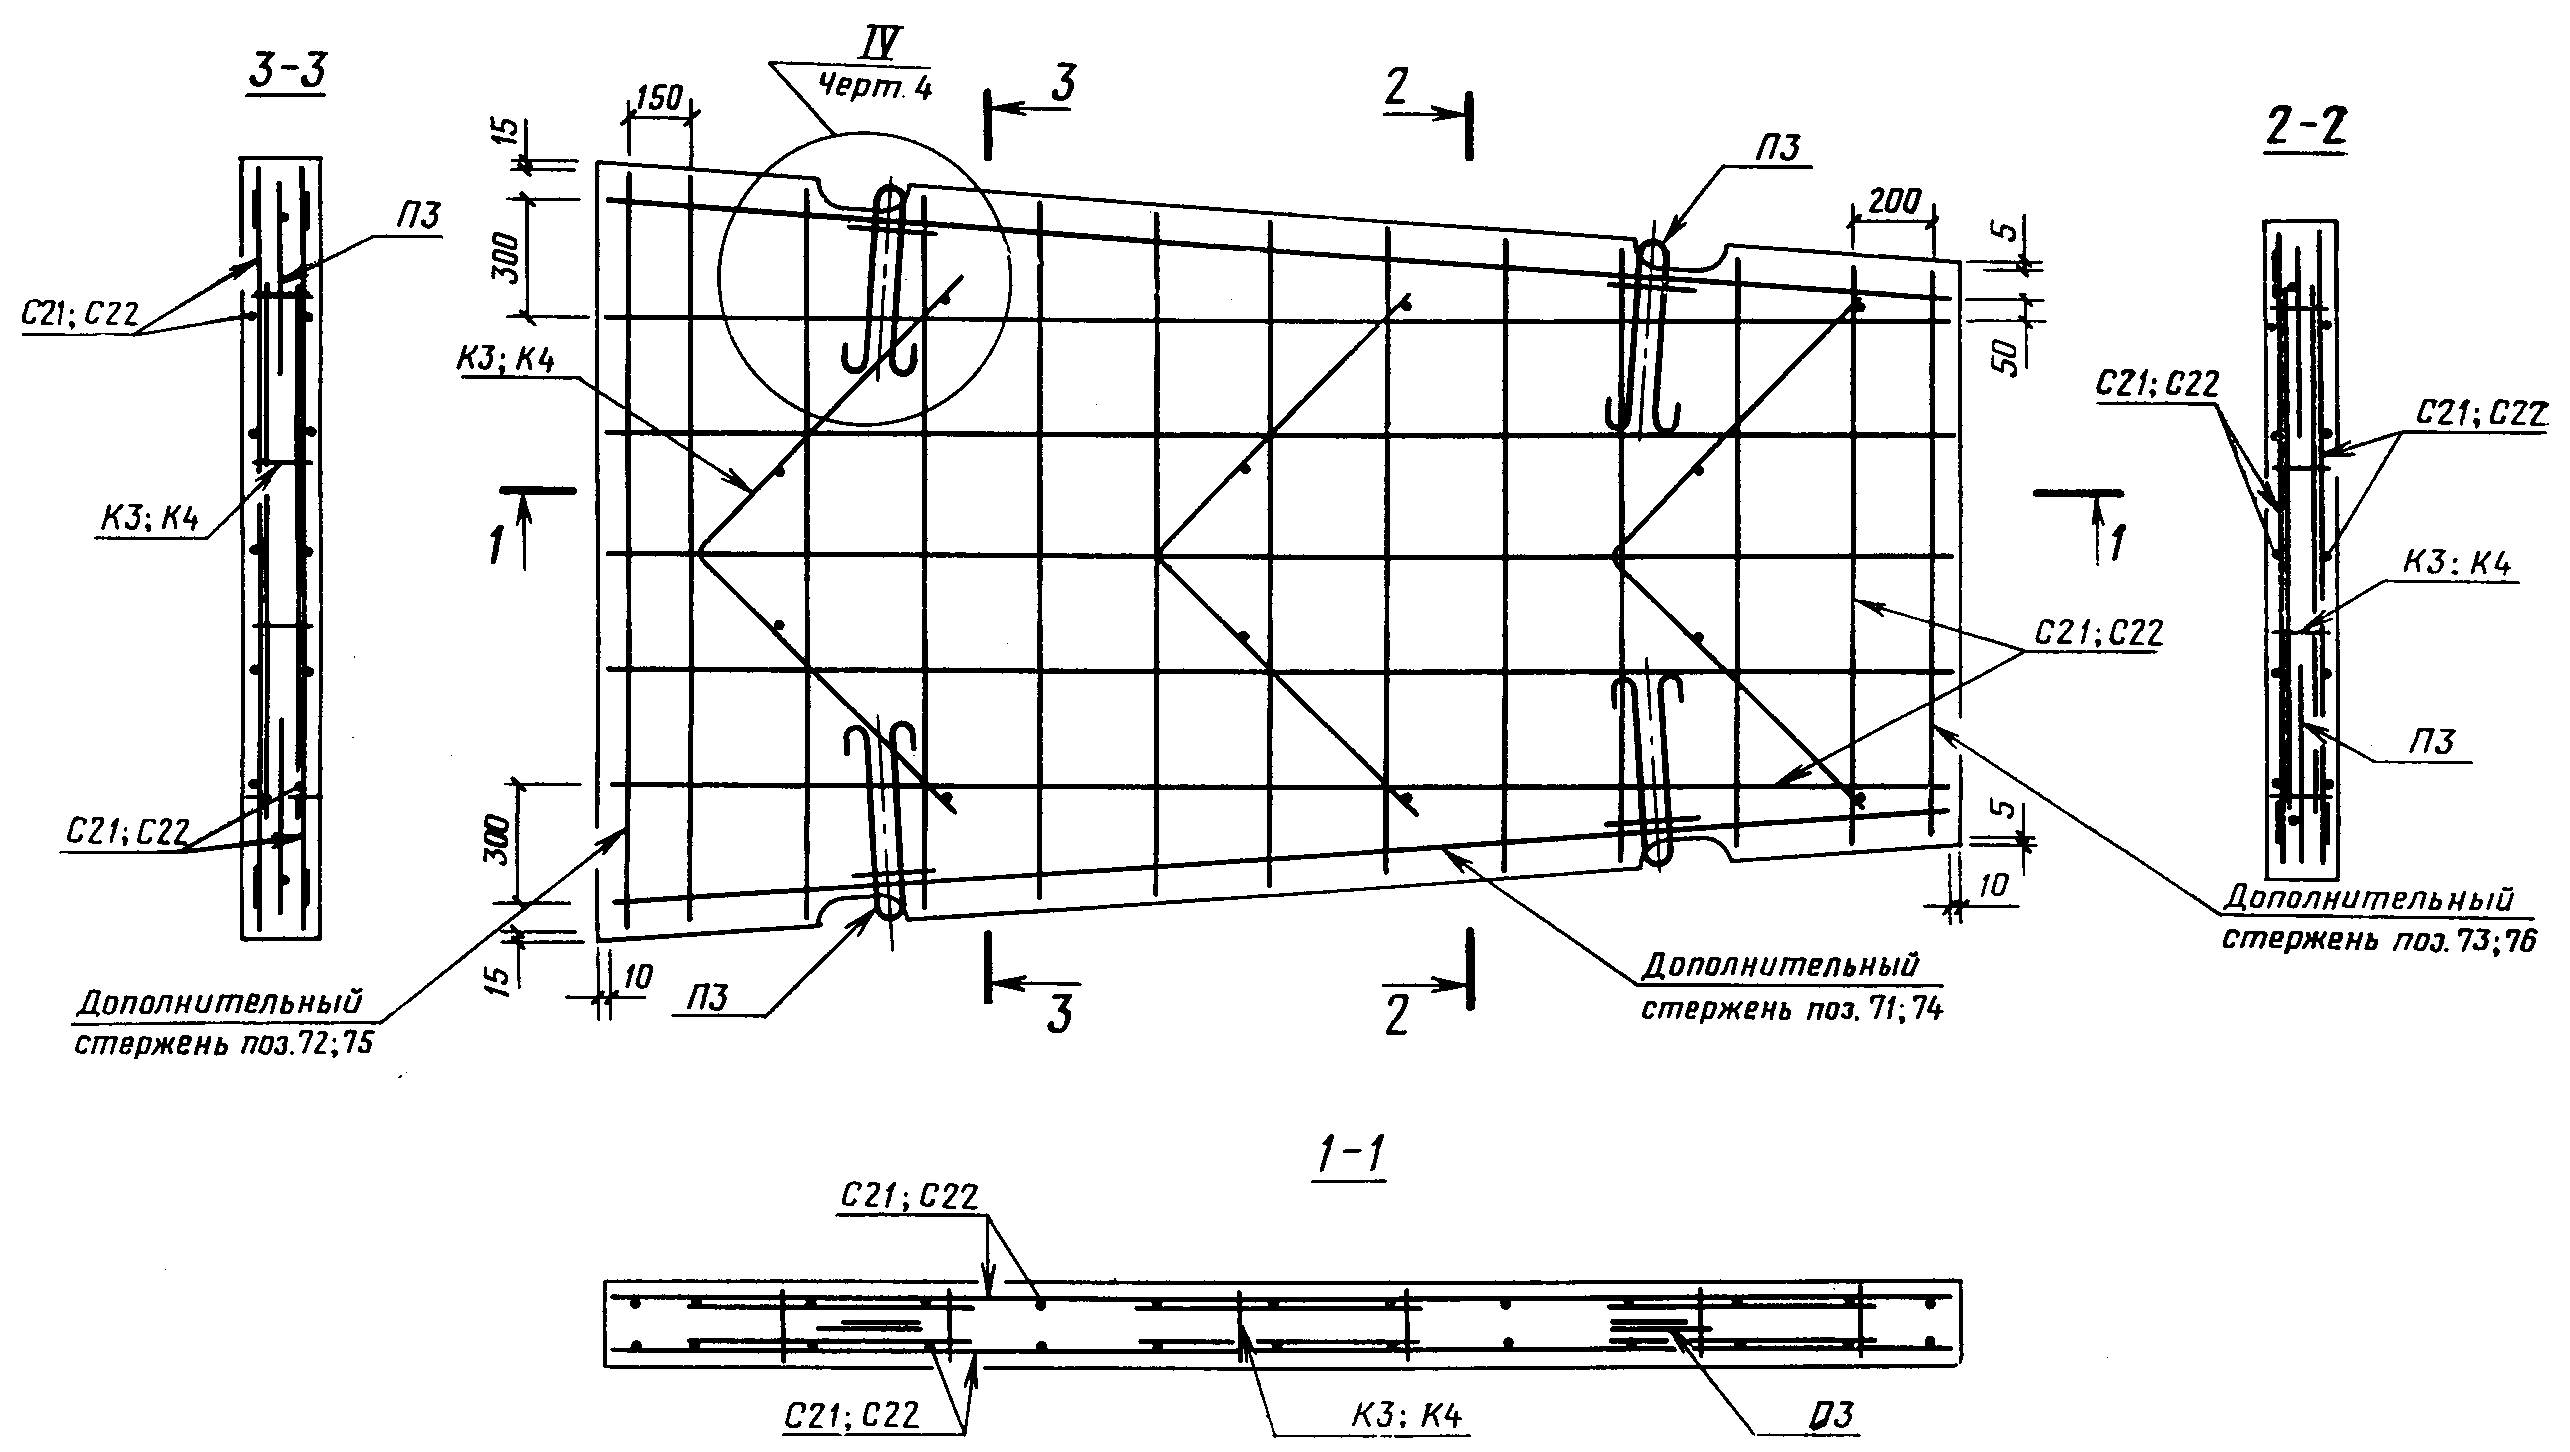 IV
Черт. 4
3-3
3
2
2-2
150
15
П3
200
5
П3
300
С21; С22
К3; К4
50
С21; С22
С21; С22
К3; К4
1
1
К3: К4
С21; С22
П3
С21; С22
300
5
10
Дополнительный
стержень поз. 73; 76
15
10
П3
Дополнительный
стержень поз. 71; 74
Дополнительный
стержень поз. 72; 75
3
2
1-1
С21; С22
С21; С22
К3: К4
П3